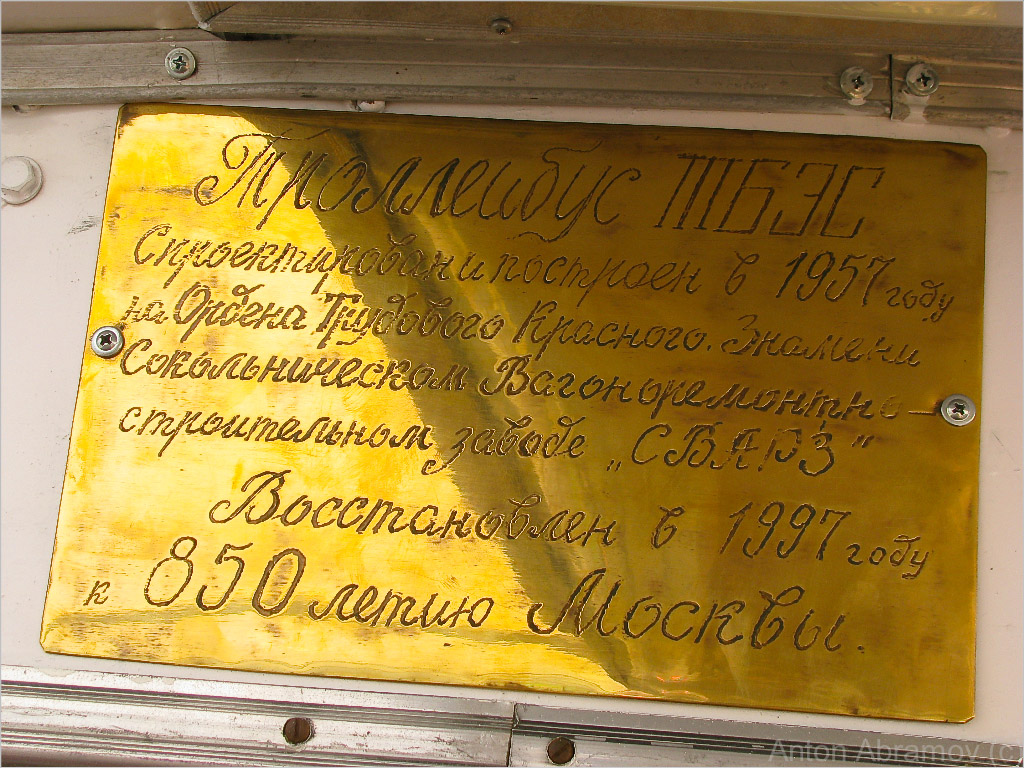 Троллейбус ТБЭС
Спроектирован и построен в 1957 году
на Ордена Трудового Красного. Знамени
Сокольническом Вагоноремонтно-
строительном заводе „СВАРЗ"
Восстановлен в 1997 году
к 850 летию Москвы.
Anton Abramov (c)